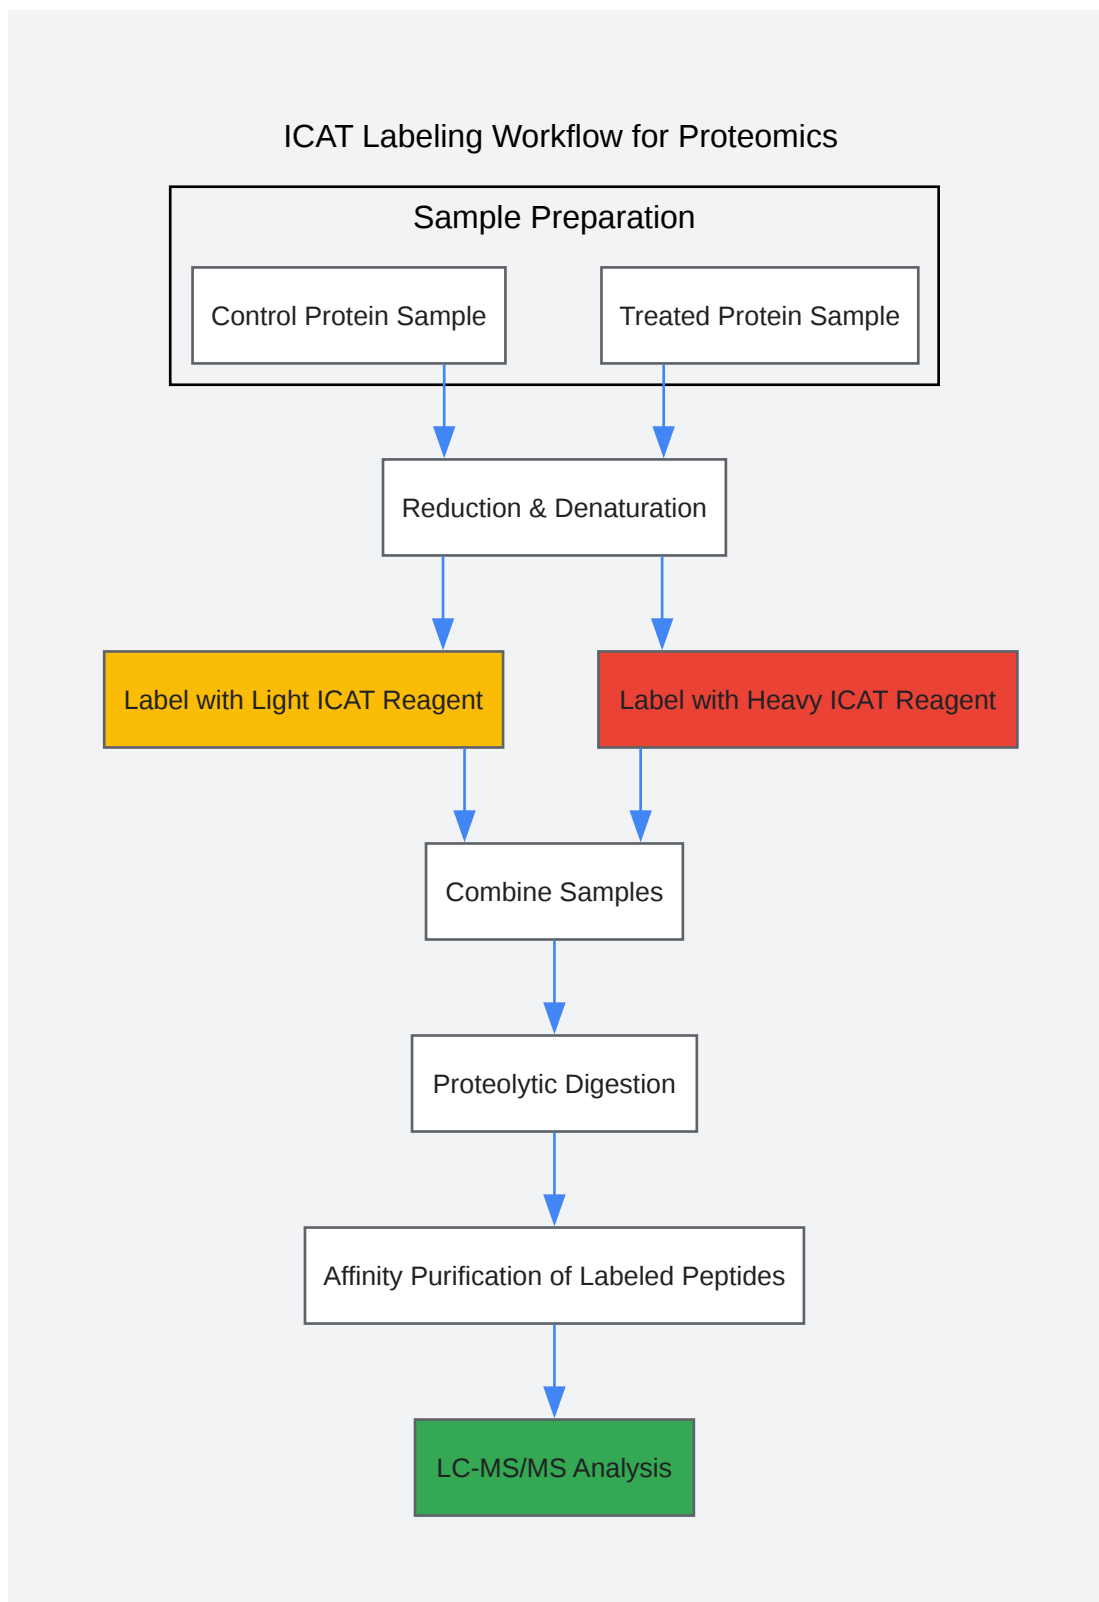 ICAT Labeling Workflow for Proteomics
Sample Preparation
Control Protein Sample
Treated Protein Sample
Reduction & Denaturation
Label with Light ICAT Reagent
Label with Heavy ICAT Reagent
Combine Samples
Proteolytic Digestion
Affinity Purification of Labeled Peptides
LC-MS/MS Analysis